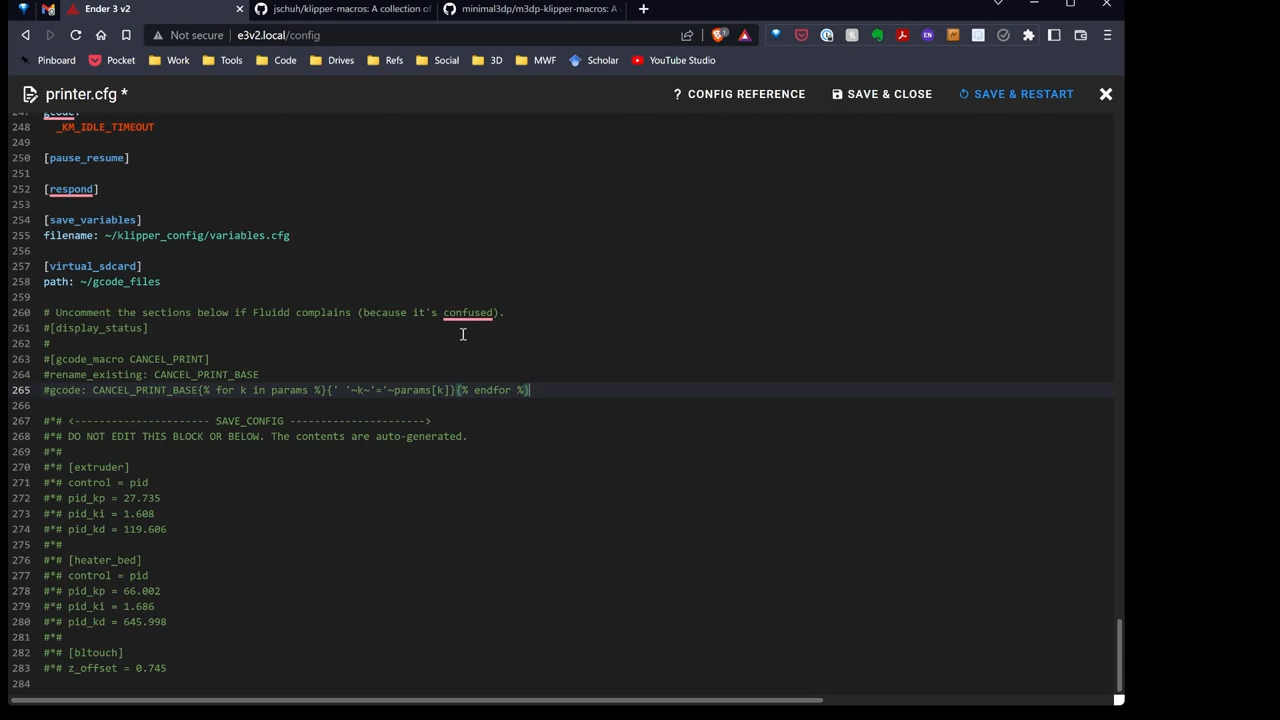 Ender 3 v2
jschuh/klipper-macros: A collection of
minimal3dp/m3dp-klipper-macros: A c
Not secure
e3v2.local/config
Pinboard
Pocket
Work
Tools
Code
Drives
Refs
Social
3D
MWF
Scholar
YouTube Studio
printer.cfg *
? CONFIG REFERENCE
SAVE & CLOSE
SAVE & RESTART
247 gcode:
248 _KM_IDLE_TIMEOUT
249
250 [pause_resume]
251
252 [respond]
253
254 [save_variables]
255 filename: ~/klipper_config/variables.cfg
256
257 [virtual_sdcard]
258 path: ~/gcode_files
259
260 # Uncomment the sections below if Fluidd complains (because it's confused).
261 #[display_status]
262 #
263 #[gcode_macro CANCEL_PRINT]
264 #rename_existing: CANCEL_PRINT_BASE
265 #gcode: CANCEL_PRINT_BASE{% for k in params %}{' '~k~'='~params[k]}{% endfor %}
266
267 #*# <---------------------- SAVE_CONFIG ---------------------->
268 #*# DO NOT EDIT THIS BLOCK OR BELOW. The contents are auto-generated.
269 #*#
270 #*# [extruder]
271 #*# control = pid
272 #*# pid_kp = 27.735
273 #*# pid_ki = 1.608
274 #*# pid_kd = 119.606
275 #*#
276 #*# [heater_bed]
277 #*# control = pid
278 #*# pid_kp = 66.002
279 #*# pid_ki = 1.686
280 #*# pid_kd = 645.998
281 #*#
282 #*# [bltouch]
283 #*# z_offset = 0.745
284